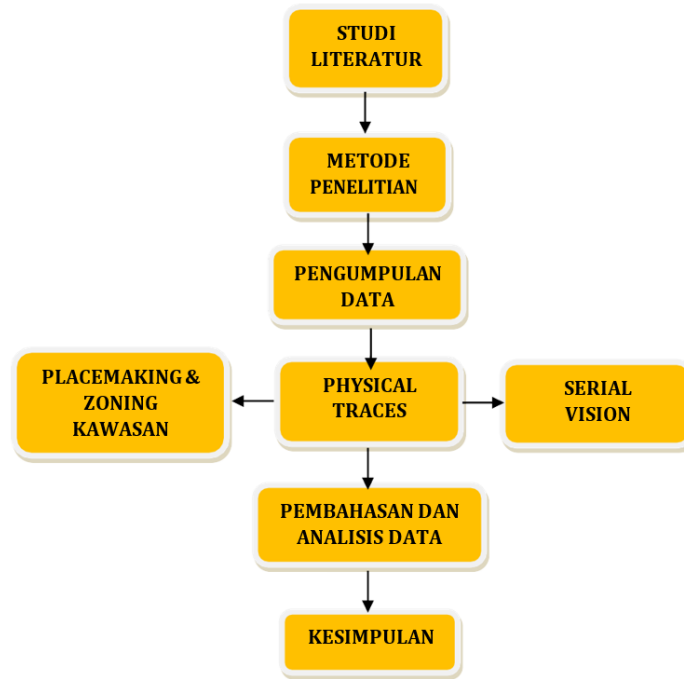 STUDI
LITERATUR
METODE
PENELITIAN
PENGUMPULAN
DATA
PLACEMAKING &
ZONING
KAWASAN
PHYSICAL
TRACES
SERIAL
VISION
PEMBAHASAN DAN
ANALISIS DATA
KESIMPULAN